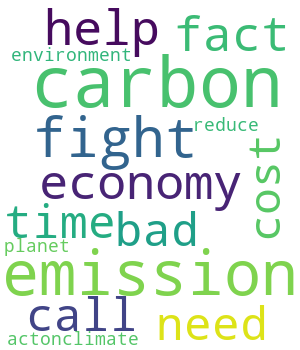 help fact
environment
carbon
fight reduce
economy cost
time bad
planet
emission
call need
actonclimate